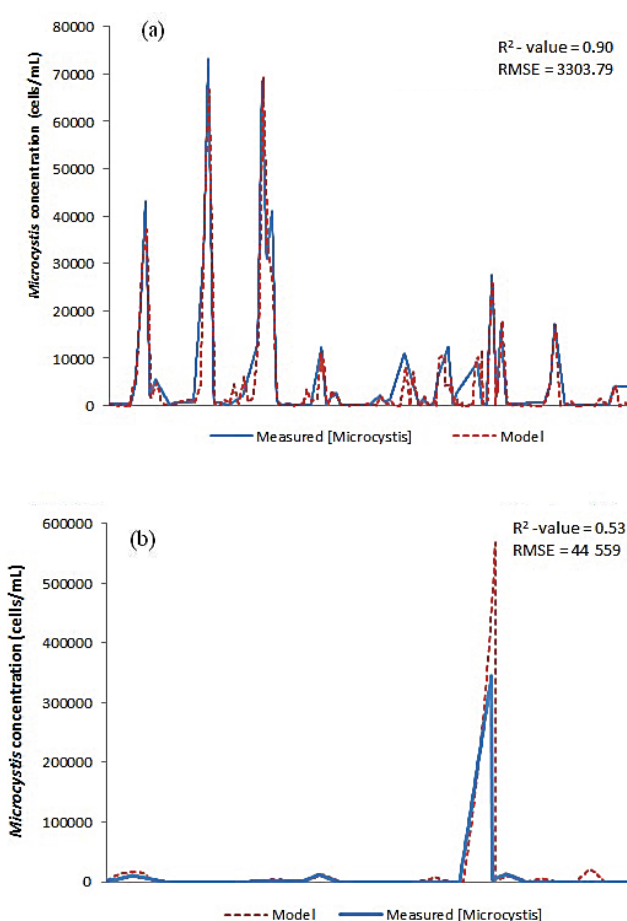 (a)
R² - value = 0.90
RMSE = 3303.79
Microcystis concentration (cells/mL)
80000
70000
60000
50000
40000
30000
20000
10000
0
Measured [Microcystis]
Model
(b)
R² -value = 0.53
RMSE = 44 559
Microcystis concentration (cells/mL)
600000
500000
400000
300000
200000
100000
0
Model
Measured [Microcystis]